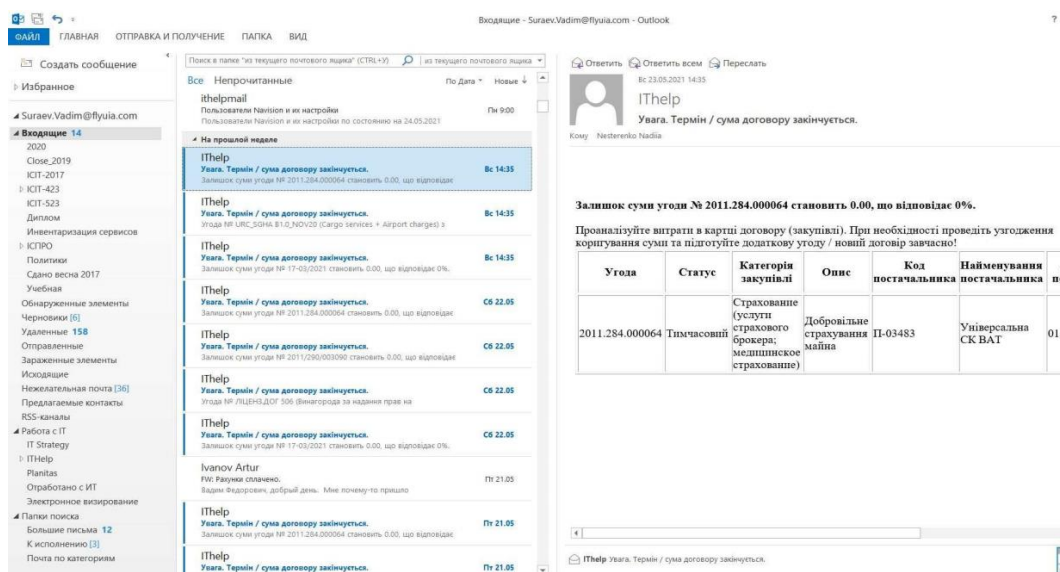 Входящие - Suraev.Vadim@flyuia.com - Outlook
?
ФАЙЛ ГЛАВНАЯ ОТПРАВКА И ПОЛУЧЕНИЕ ПАПКА ВИД
Создать сообщение
Избранное
Suraev.Vadim@flyuia.com
Входящие 14
2020
Close_2019
ICIT-2017
ICIT-423
ICIT-523
Диплом
Инвентаризация сервисов
ІСПРО
Политики
Сдано весна 2017
Учебная
Обнаруженные элементы
Черновики [6]
Удаленные 158
Отправленные
Зараженные элементы
Исходящие
Нежелательная почта [36]
Предлагаемые контакты
RSS-каналы
Работа с IT
IT Strategy
ITHelp
Planitas
Отработано с ИТ
Электронное визирование
Папки поиска
Большие письма 12
К исполнению [3]
Почта по категориям
Поиск в папке "из текущего почтового ящика" (CTRL+У) из текущего почтового ящика
Все Непрочитанные По Дата Новые
ithelpmail
Пользователи Navision и их настройки Пн 9:00
Пользователи Navision и их настройки по состоянию на 24.05.2021
На прошлой неделе
IThelp
Увага. Термін / сума договору закінчується. Вс 14:35
Залишок суми угоди № 2011.284.000064 становить 0.00, що відповідає
IThelp
Увага. Термін / сума договору закінчується. Вс 14:35
Угода № URC_SGHA B1.0_NOV20 (Cargo services + Airport charges) з
IThelp
Увага. Термін / сума договору закінчується. Вс 14:35
Залишок суми угоди № 17-03/2021 становить 0.00, що відповідає 0%.
IThelp
Увага. Термін / сума договору закінчується. Сб 22.05
Залишок суми угоди № 2011.284.000064 становить 0.00, що відповідає
IThelp
Увага. Термін / сума договору закінчується. Сб 22.05
Залишок суми угоди № 2011/290/003090 становить 0.00, що відповідає
IThelp
Увага. Термін / сума договору закінчується. Сб 22.05
Угода № ЛІЦЕНЗ.ДОГ 506 (Винагорода за надання прав на
IThelp
Увага. Термін / сума договору закінчується. Сб 22.05
Залишок суми угоди № 17-03/2021 становить 0.00, що відповідає 0%.
Ivanov Artur
FW: Рахунки сплачено. Пт 21.05
Вадим Федорович, добрый день. Мне почему-то пришло
IThelp
Увага. Термін / сума договору закінчується. Пт 21.05
Залишок суми угоди № 2011.284.000064 становить 0.00, що відповідає
IThelp
Увага. Термін / сума договору закінчується. Пт 21.05
Ответить Ответить всем Переслать
Вс 23.05.2021 14:35
IThelp
Увага. Термін / сума договору закінчується.
Кому Nesterenko Nadiia
Залишок суми угоди № 2011.284.000064 становить 0.00, що відповідає 0%.
Проаналізуйте витрати в картці договору (закупівлі). При необхідності проведіть узгодження
коригування суми та підготуйте додаткову угоду / новий договір завчасно!
Угода Статус Категорія закупівлі Опис Код постачальника Найменування постачальника
2011.284.000064 Тимчасовий Страхование (услуги страхового брокера; медицинское страхование) Добровільне страхування майна П-03483 Універсальна СК ВАТ 01
IThelp Увага. Термін / сума договору закінчується.